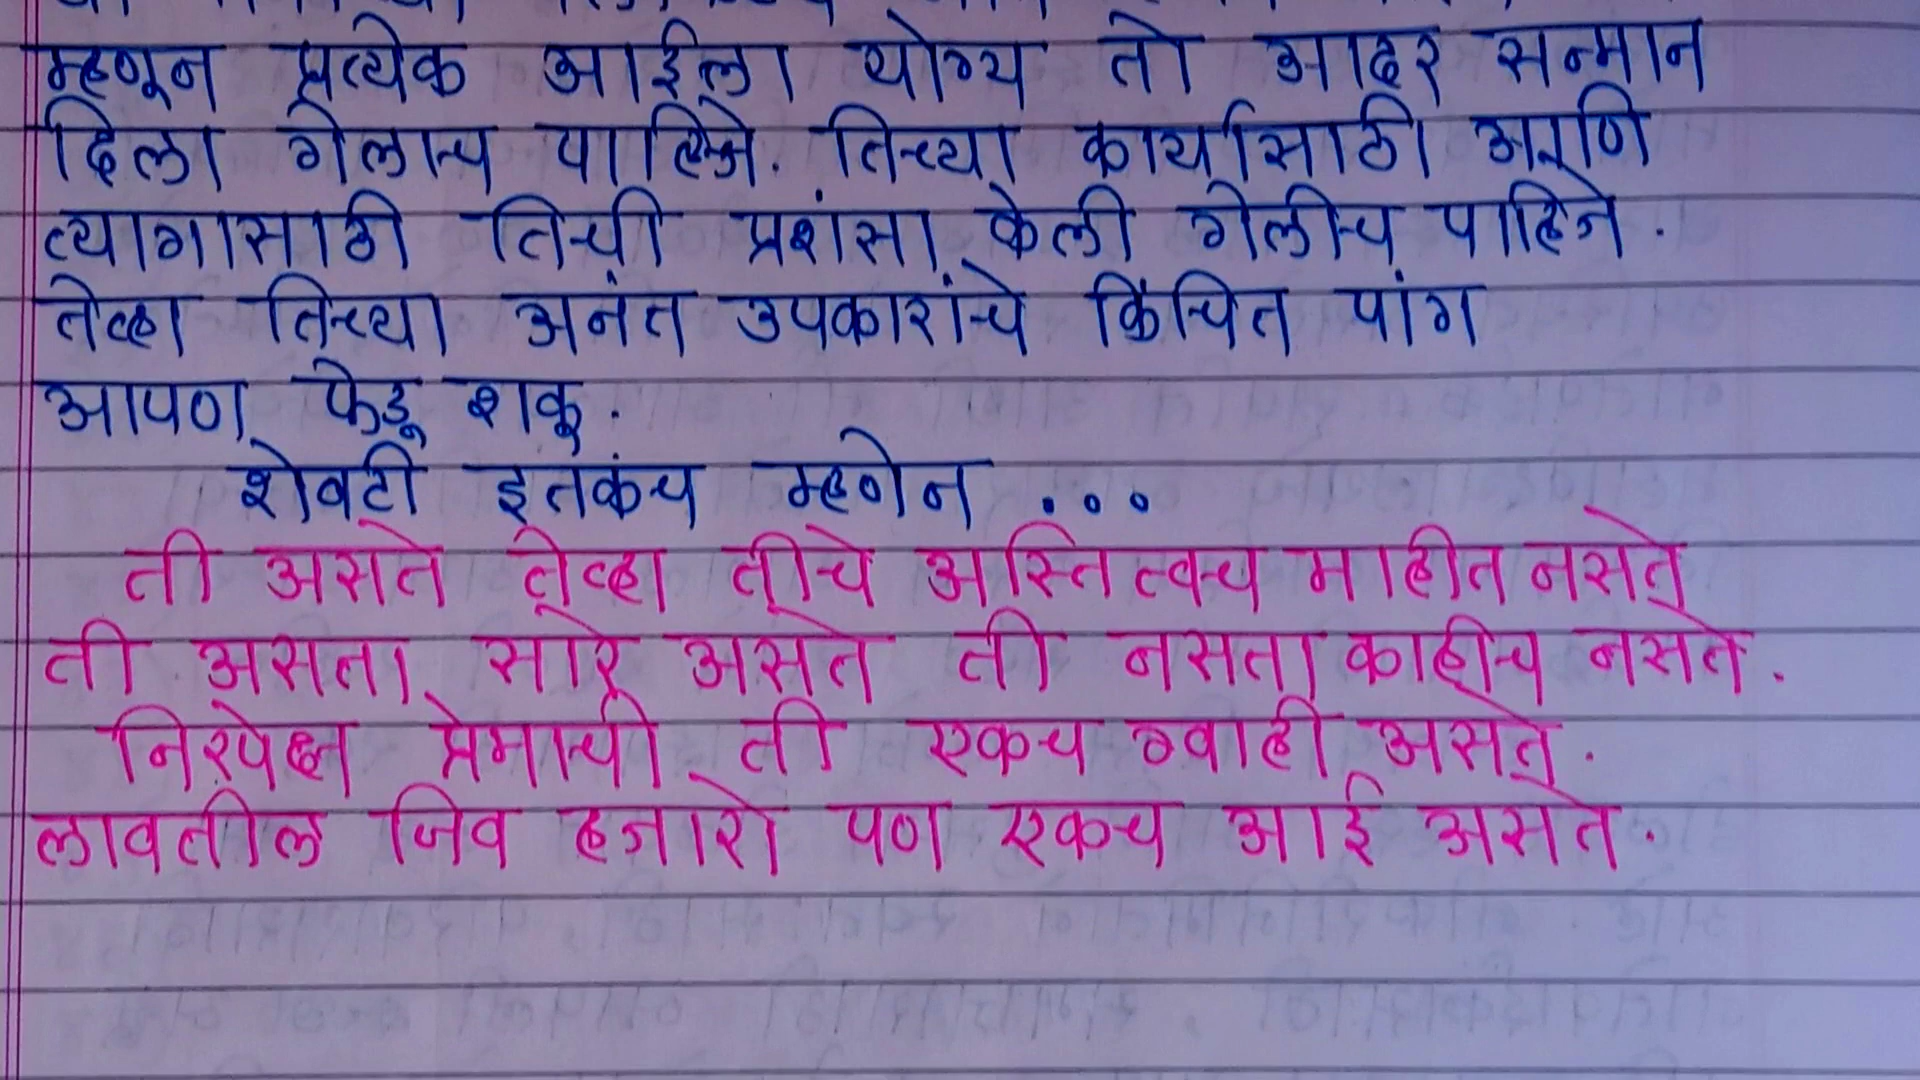 म्हणून प्रत्येक आईला योग्य तो आदर सन्मान
दिला गेलाच पाहिजे. तिच्या कार्यासाठी आणि
त्यागासाठी तिची प्रशंसा केली गेलीच पाहिजे.
तेव्हा तिच्या अनंत उपकारांचे किंचित पांग
आपण फेडू शकू.
शेवटी इतकंच म्हणेन ...
ती असते तेव्हा तीचे अस्तित्वच माहीत नसते
ती असता सारे असते ती नसता काहीच नसते.
निरपेक्ष प्रेमाची ती एकच ग्वाही असते.
लावतील जिव हजारो पण एकच आई असते.